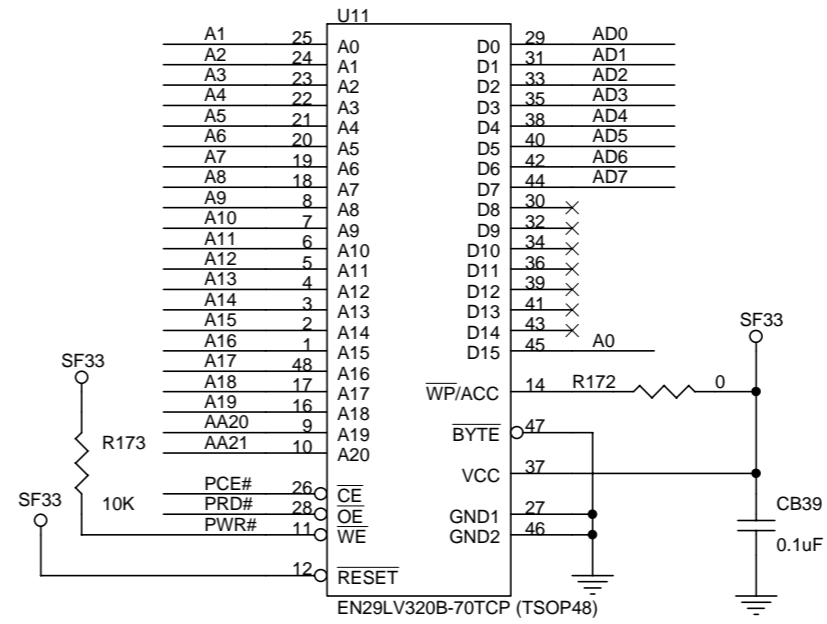 U11
A1 25 A0 D0 29 AD0
A2 24 A1 D1 31 AD1
A3 23 A2 D2 33 AD2
A4 22 A3 D3 35 AD3
A5 21 A4 D4 38 AD4
A6 20 A5 D5 40 AD5
A7 19 A6 D6 42 AD6
A8 18 A7 D7 44 AD7
A9 8 A8 D8 30
A10 7 A9 D9 32
A11 6 A10 D10 34
A12 5 A11 D11 36
A13 4 A12 D12 39
A14 3 A13 D13 41
A15 2 A14 D14 43
A16 1 A15 D15 45 A0
SF33
A17 48 A16
SF33
A18 17 A17 WP/ACC 14 R172 0
A19 16 A18
AA20 9 A19 BYTE 47
R173
AA21 10 A20 VCC 37
PCE# 26 CE
SF33 10K
PRD# 28 OE GND1 27 CB39
PWR# 11 WE GND2 46 0.1uF
12 RESET
EN29LV320B-70TCP (TSOP48)